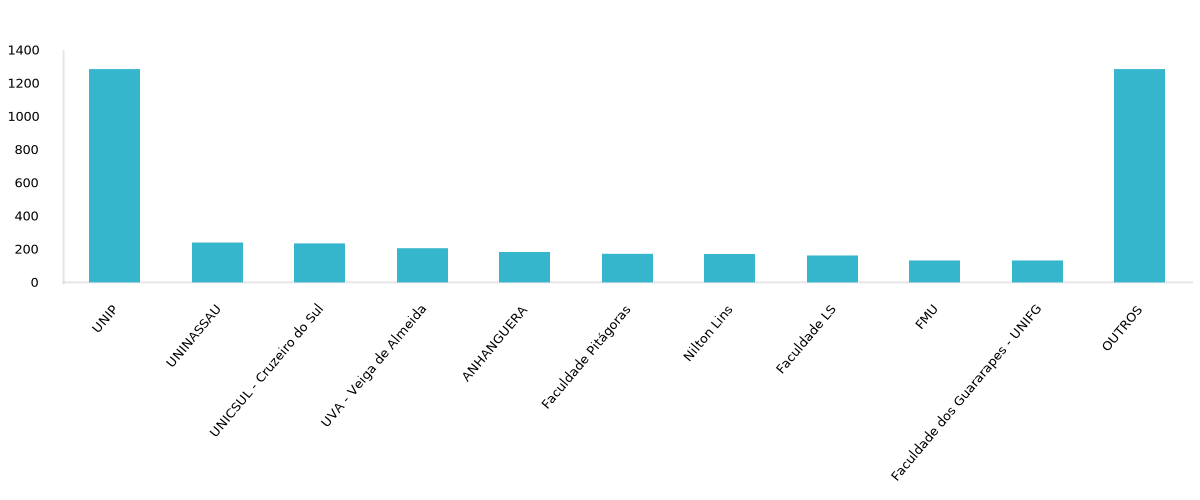 1400
1200
1000
800
600
400
200
0
UNIP
UNINASSAU
UNICSUL - Cruzeiro do Sul
UVA - Veiga de Almeida
ANHANGUERA
Faculdade Pitágoras
Nilton Lins
Faculdade LS
FMU
Faculdade dos Guararapes - UNIFG
OUTROS